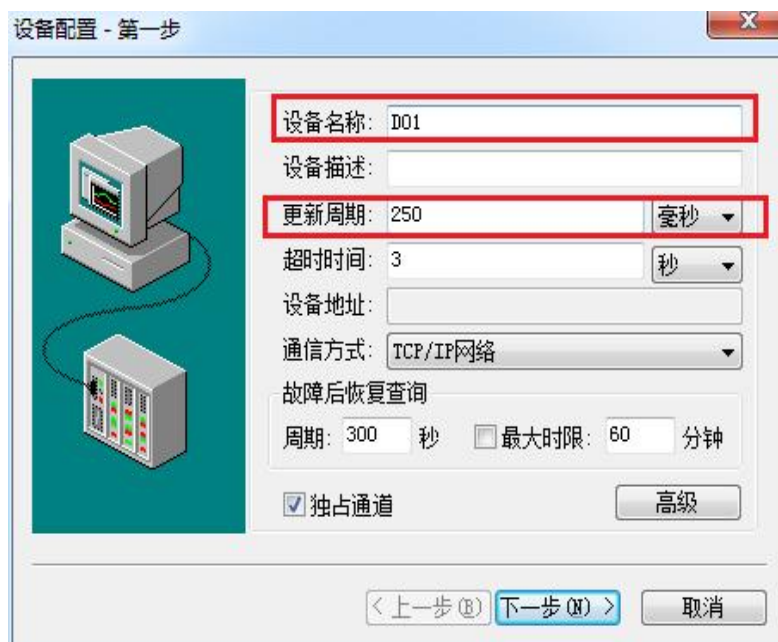 设备配置 - 第一步
设备名称: D01
设备描述:
更新周期: 250 毫秒
超时时间: 3 秒
设备地址:
通信方式: TCP/IP网络
故障后恢复查询
周期: 300 秒 最大时限: 60 分钟
独占通道 高级
< 上一步(B) 下一步(N) > 取消